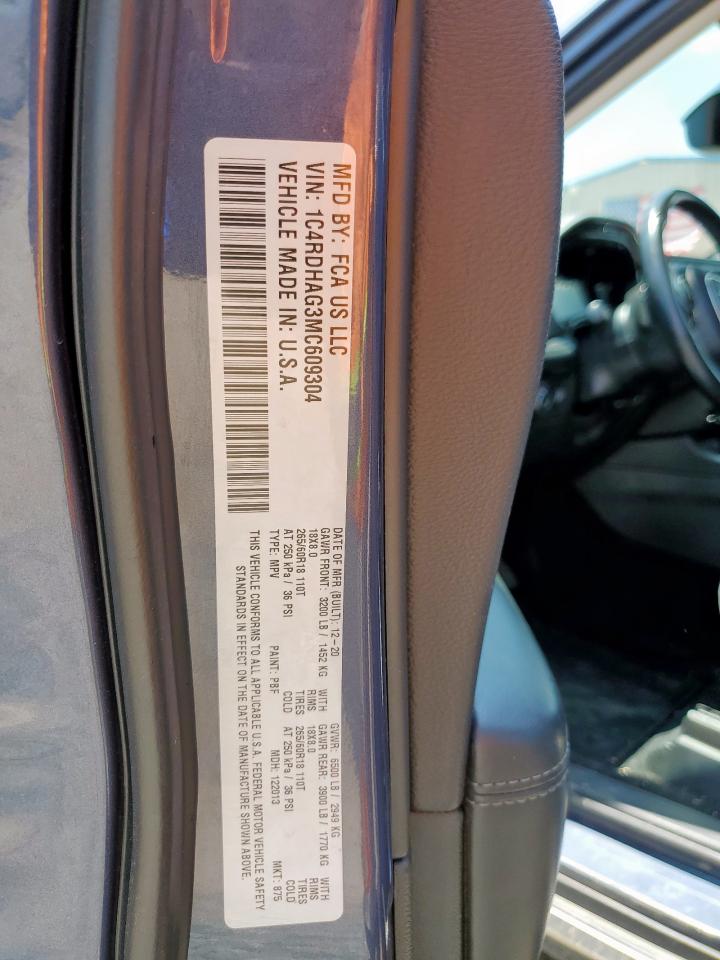 MFD BY: FCA US LLC
VIN: 1C4RDHAG3MC609304
VEHICLE MADE IN: U.S.A.
DATE OF MFR (BUILT): 12-20 GVWR: 6500 LB / 2949 KG
GAWR FRONT: 3200 LB / 1452 KG WITH GAWR REAR: 3900 LB / 1770 KG WITH
18X8.0 RIMS 18X8.0 RIMS
265/60R18 110T TIRES 265/60R18 110T TIRES
AT 250 kPa / 36 PSI COLD AT 250 kPa / 36 PSI COLD
TYPE: MPV PAINT: PBF MDH: 122013 MKT: 875
THIS VEHICLE CONFORMS TO ALL APPLICABLE U.S.A. FEDERAL MOTOR VEHICLE SAFETY
STANDARDS IN EFFECT ON THE DATE OF MANUFACTURE SHOWN ABOVE.